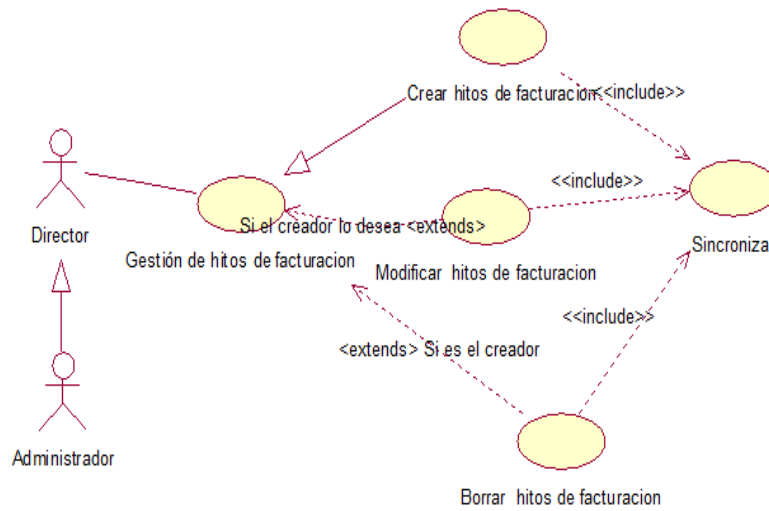 Crear hitos de facturacion
<<include>>
<<include>>
Si el creador lo desea <extends>
Director
Gestión de hitos de facturacion
Modificar hitos de facturacion
Sincroniza
<<include>>
<extends> Si es el creador
Administrador
Borrar hitos de facturacion